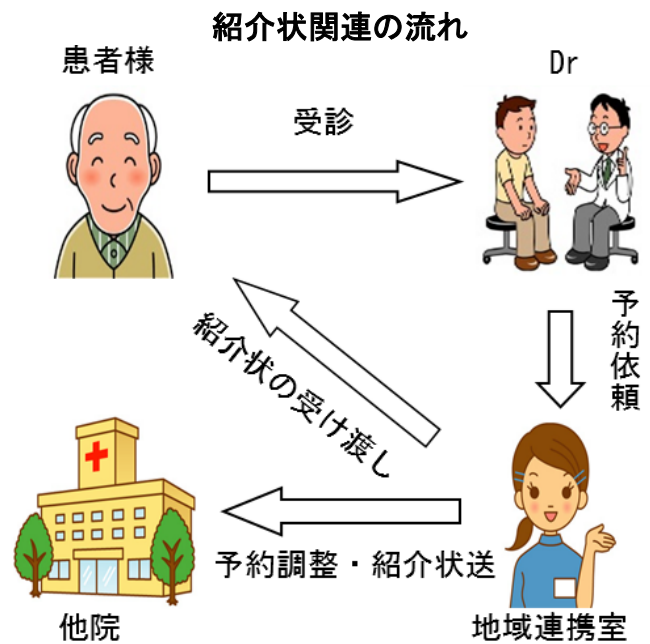 紹介状関連の流れ
患者様
Dr
受診
予約依頼
紹介状の受け渡し
予約調整・紹介状送
他院
地域連携室